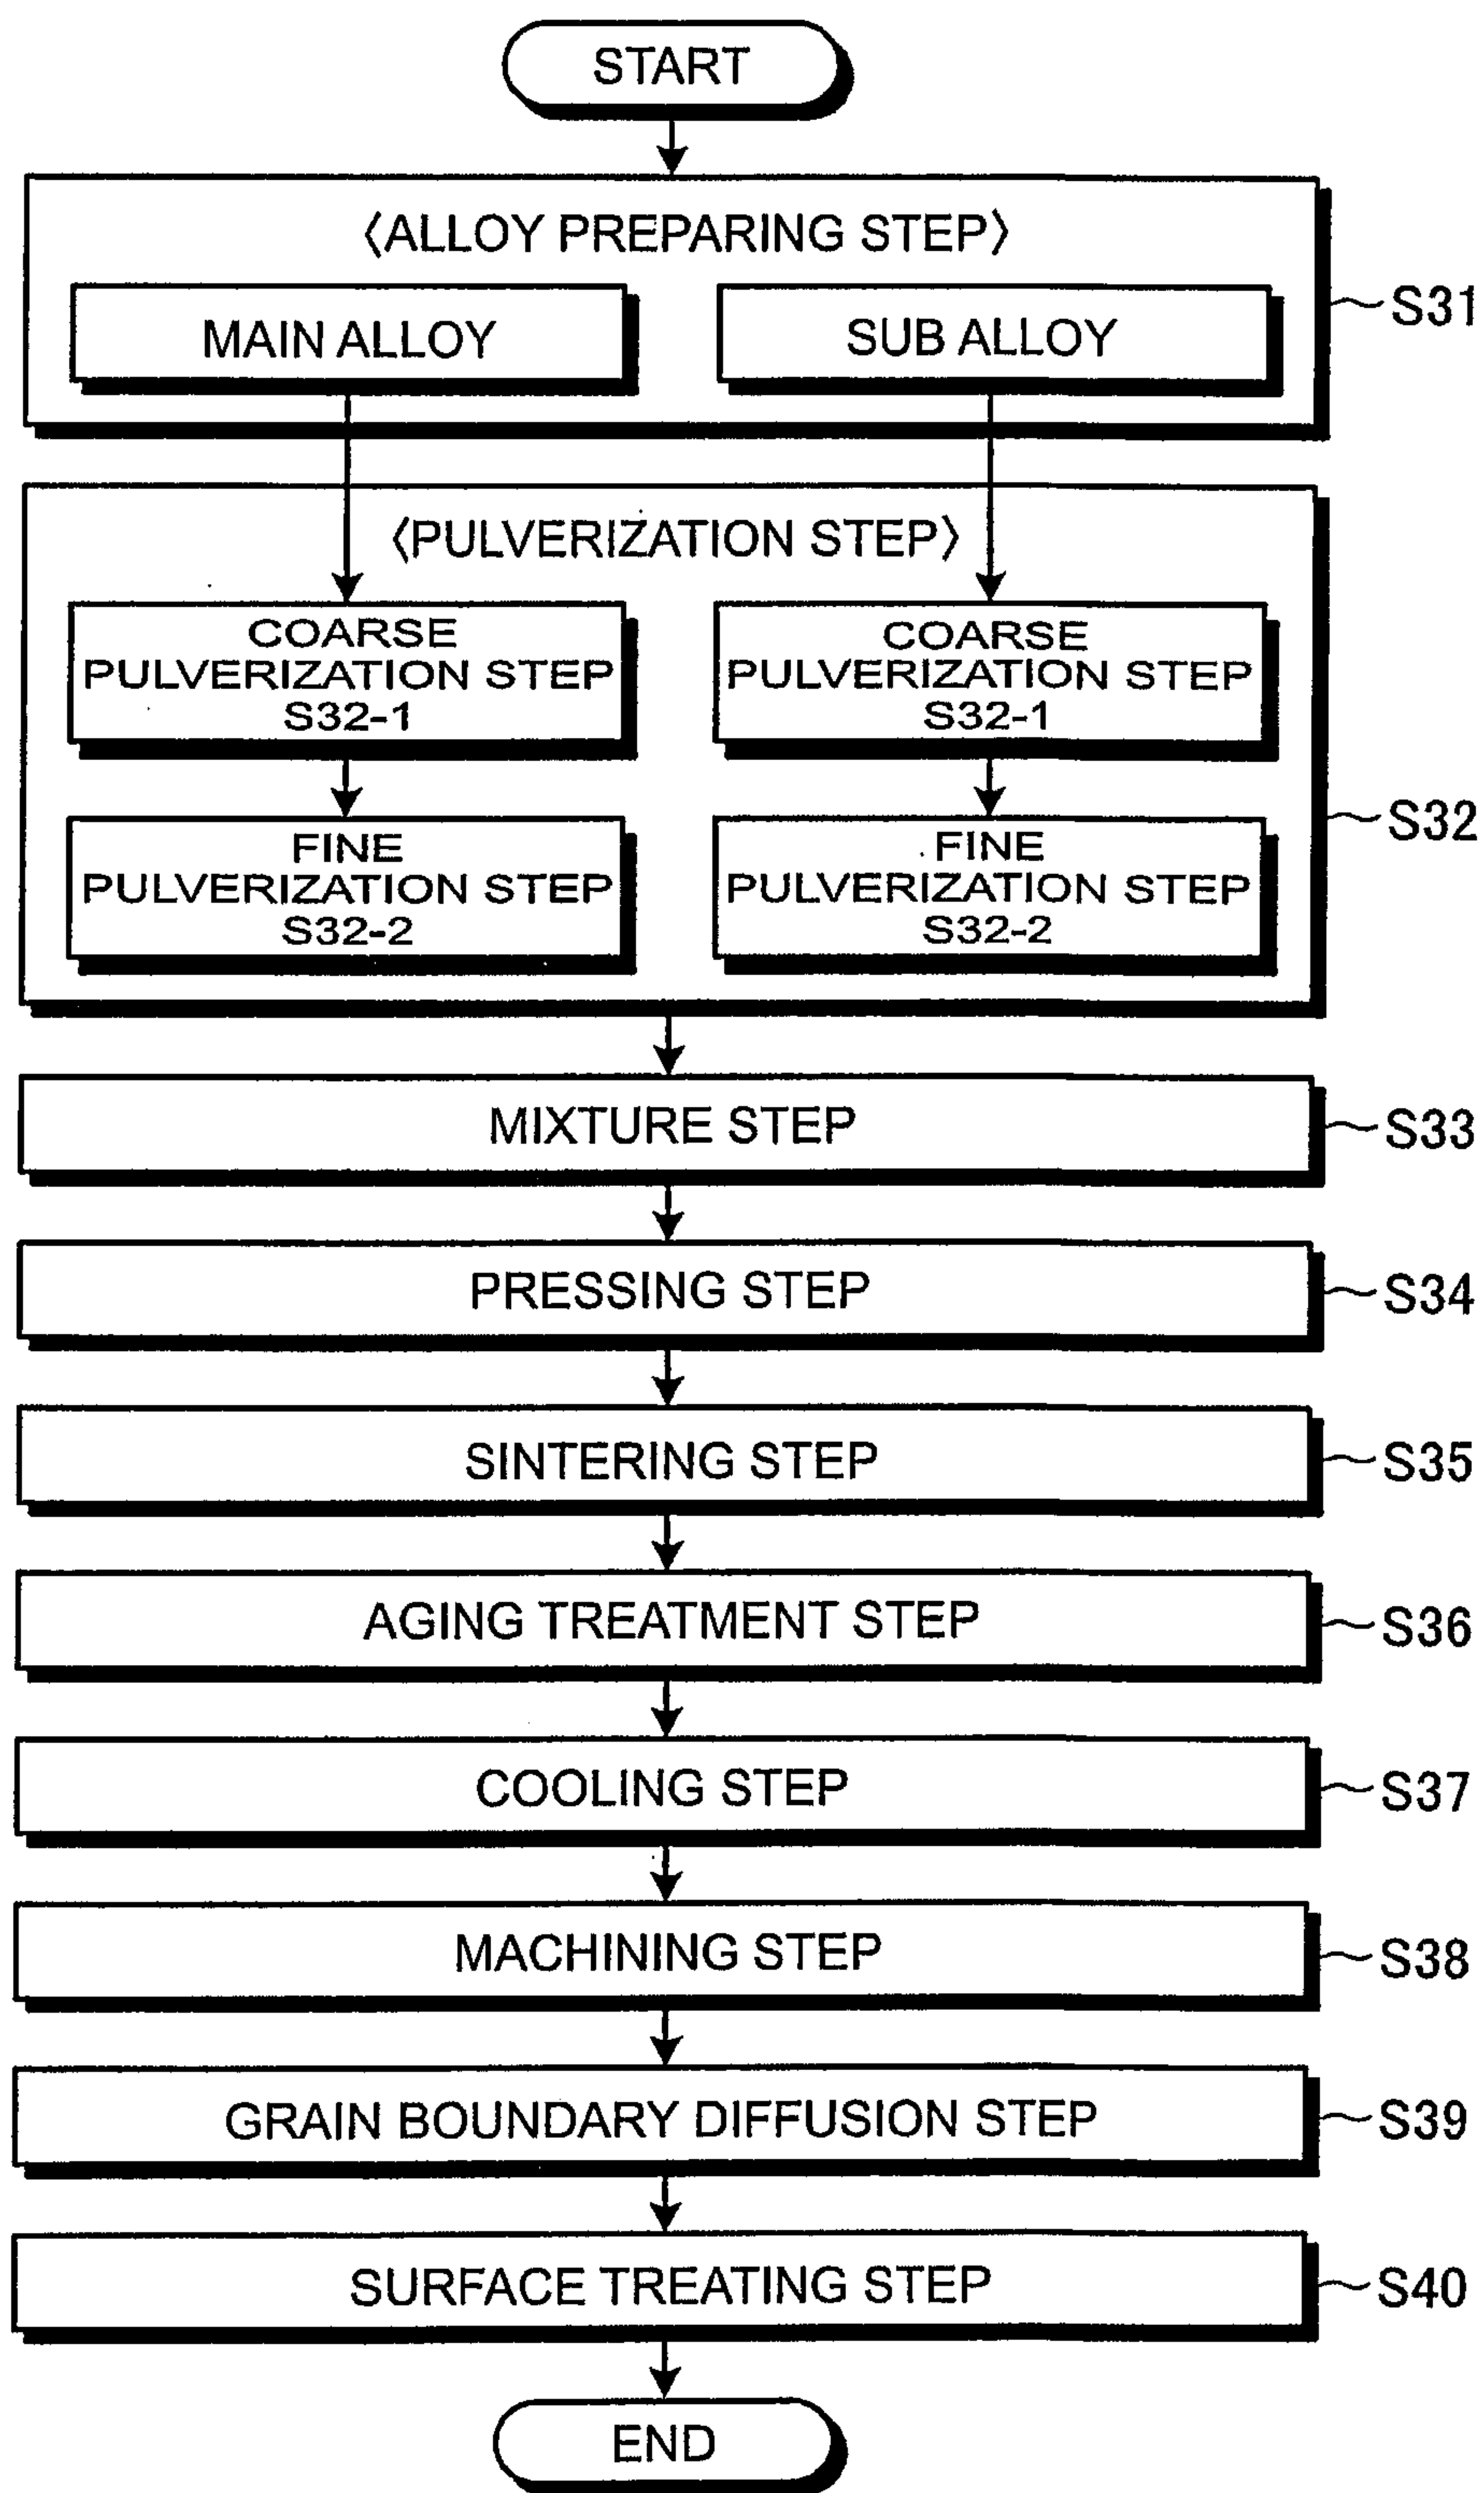 START
〈ALLOY PREPARING STEP〉
MAIN ALLOY
SUB ALLOY
S31
〈PULVERIZATION STEP〉
COARSE
PULVERIZATION STEP
S32-1
COARSE
PULVERIZATION STEP
S32-1
FINE
PULVERIZATION STEP
S32-2
FINE
PULVERIZATION STEP
S32-2
S32
MIXTURE STEP
S33
PRESSING STEP
S34
SINTERING STEP
S35
AGING TREATMENT STEP
S36
COOLING STEP
S37
MACHINING STEP
S38
GRAIN BOUNDARY DIFFUSION STEP
S39
SURFACE TREATING STEP
S40
END